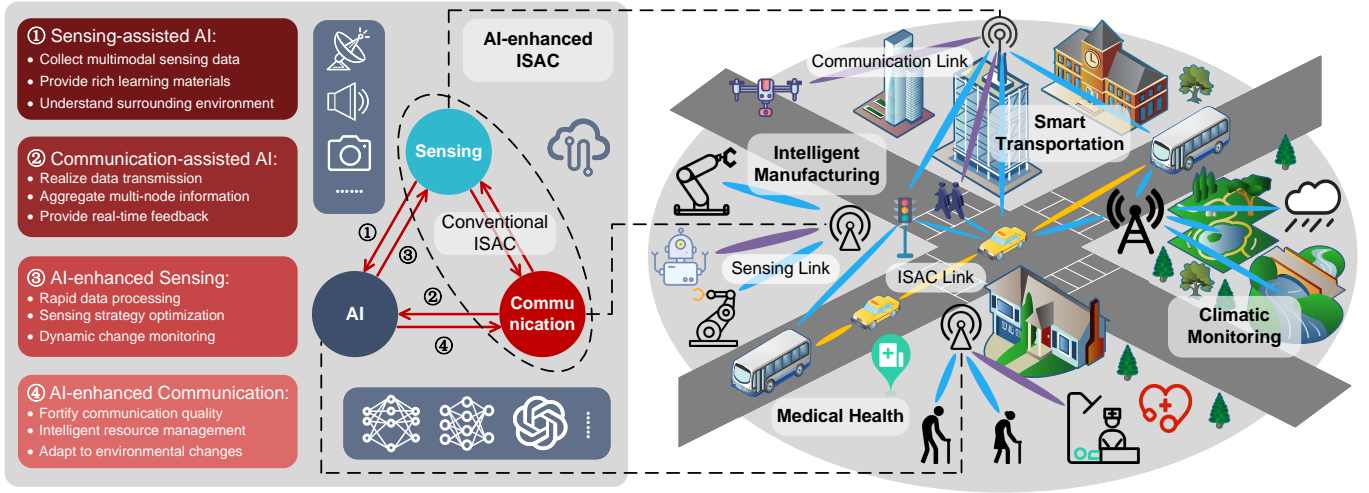 ① Sensing-assisted AI:
• Collect multimodal sensing data
• Provide rich learning materials
• Understand surrounding environment
② Communication-assisted AI:
• Realize data transmission
• Aggregate multi-node information
• Provide real-time feedback
③ AI-enhanced Sensing:
• Rapid data processing
• Sensing strategy optimization
• Dynamic change monitoring
④ AI-enhanced Communication:
• Fortify communication quality
• Intelligent resource management
• Adapt to environmental changes
......
AI-enhanced
ISAC
Sensing
Conventional
ISAC
①
③
②
④
AI
Commu
nication
Communication Link
Smart
Transportation
Intelligent
Manufacturing
Sensing Link
ISAC Link
Climatic
Monitoring
Medical Health